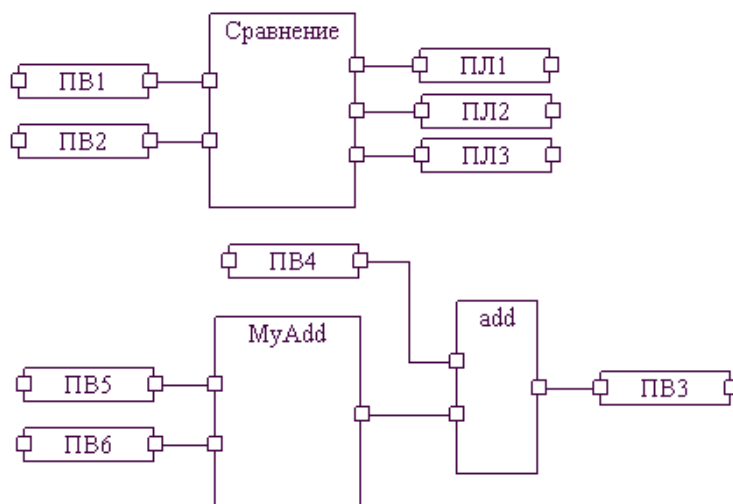 Сравнение
ПВ1
ПЛ1
ПВ2
ПЛ2
ПЛ3
ПВ4
MyAdd
add
ПВ5
ПВ3
ПВ6